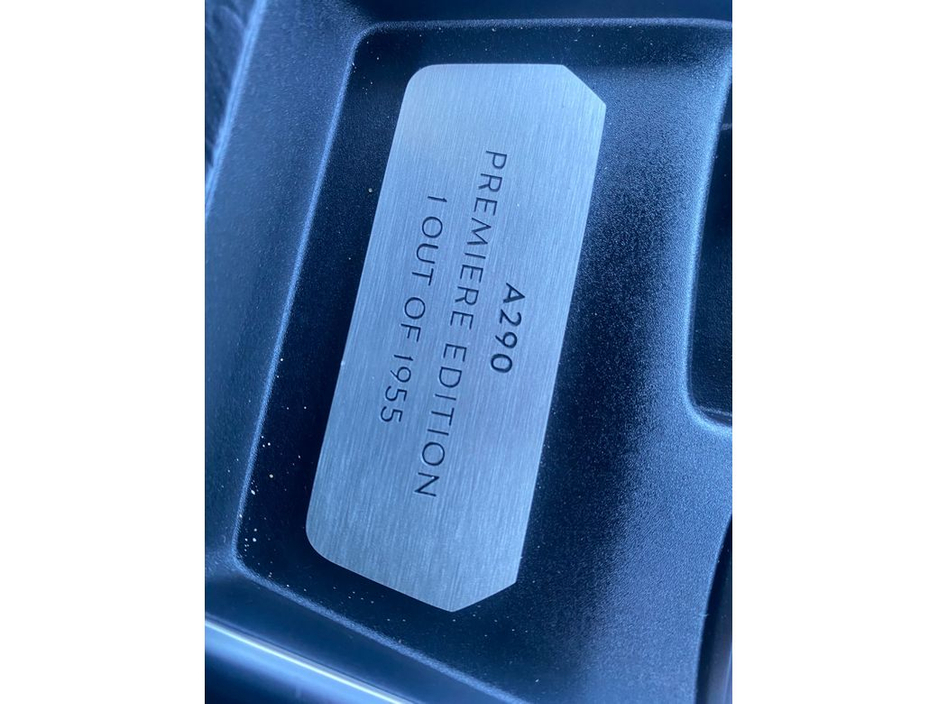 A290
PREMIERE EDITION
1 OUT OF 1955